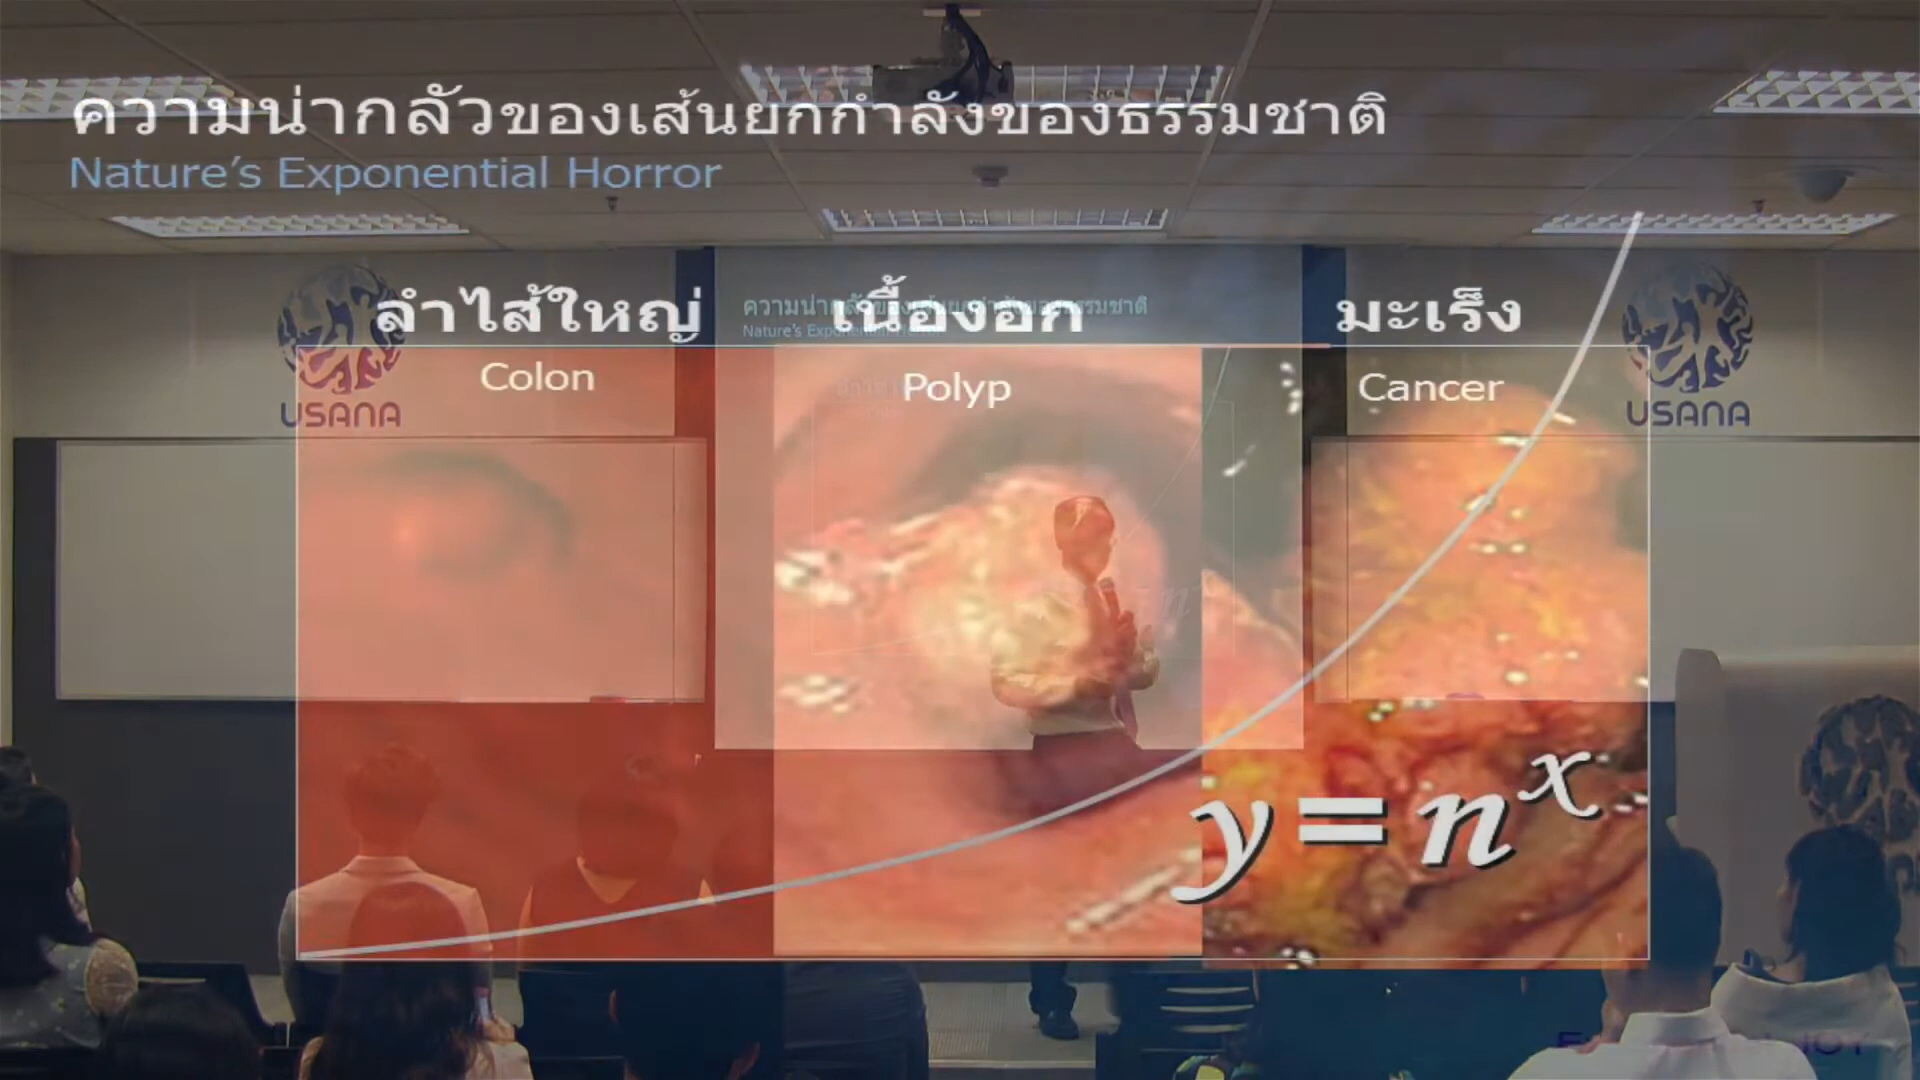 ความน่ากลัวของเส้นยกกำลังของธรรมชาติ
Nature's Exponential Horror
ลำไส้ใหญ่
เนื้องอก
มะเร็ง
Colon
Polyp
Cancer
USANA
USANA
y = nˣ